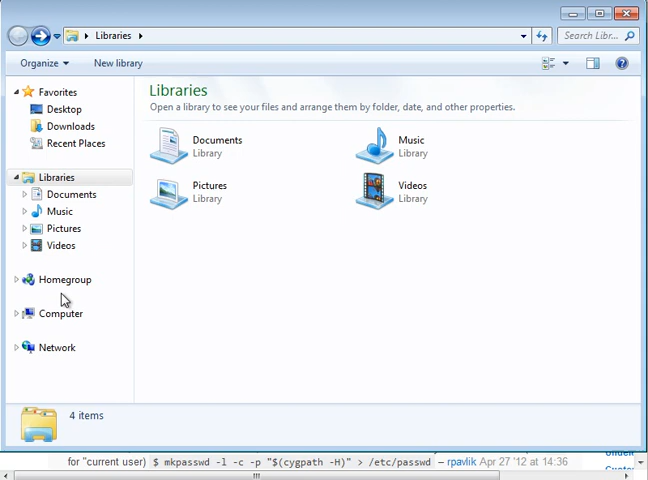 Libraries
Search Libr...
Organize
New library
Favorites
Desktop
Downloads
Recent Places
Libraries
Documents
Music
Pictures
Videos
Homegroup
Computer
Network
Libraries
Open a library to see your files and arrange them by folder, date, and other properties.
Documents
Library
Music
Library
Pictures
Library
Videos
Library
4 items
for "current user) $ mkpasswd -l -c -p "$(cygpath -H)" > /etc/passwd – rpavlik Apr 27 '12 at 14:36